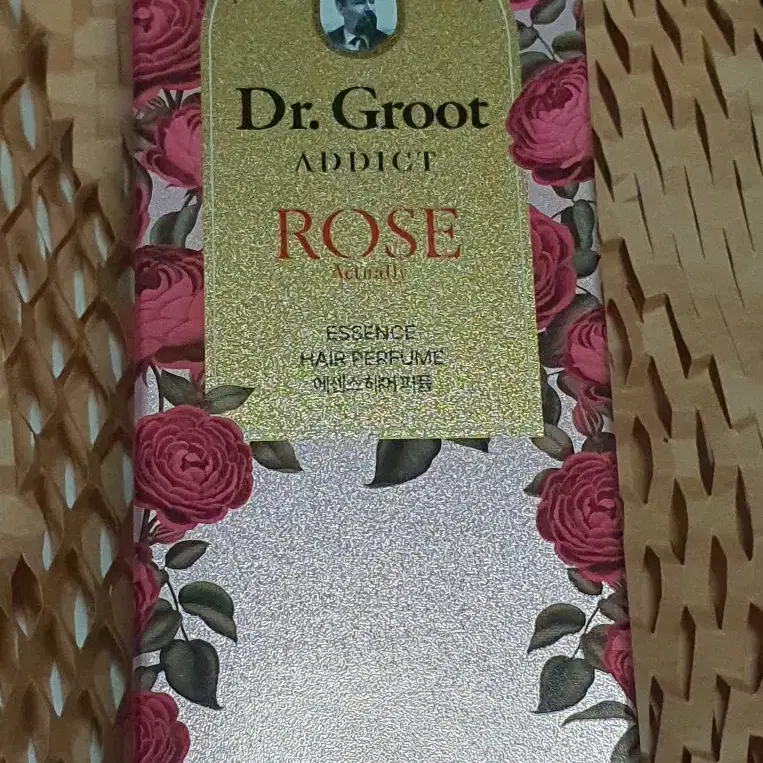 Dr. Groot
ADDICT
ROSE
Actually
ESSENCE
HAIR PERFUME
에센스 헤어 퍼퓸